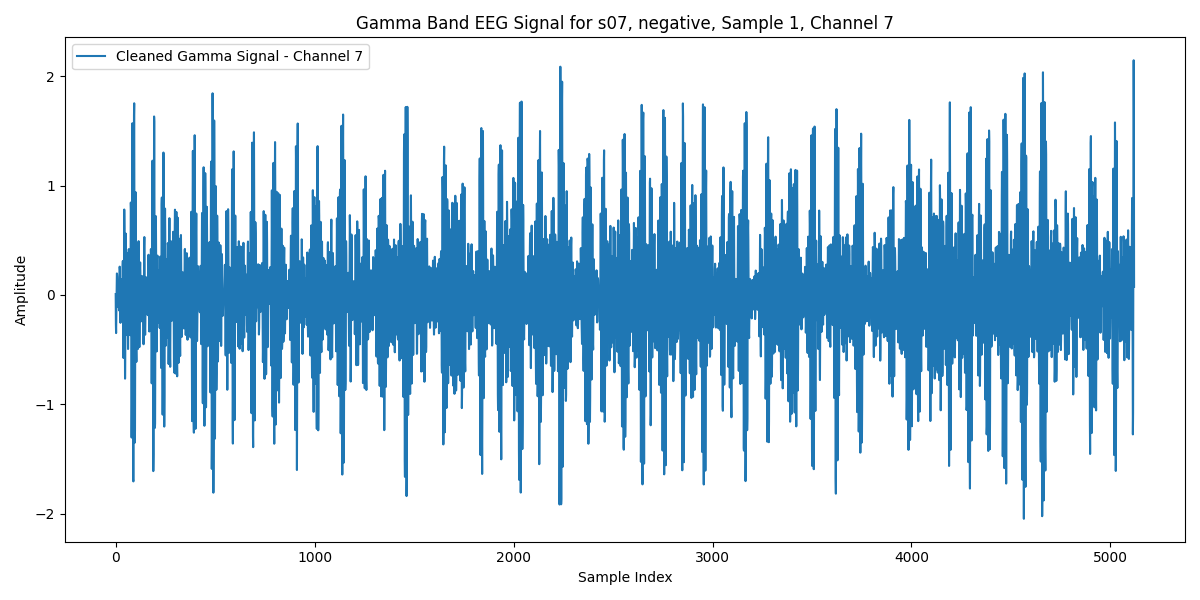 Gamma Band EEG Signal for s07, negative, Sample 1, Channel 7
Cleaned Gamma Signal - Channel 7
2
1
0
−1
−2
Amplitude
0 1000 2000 3000 4000 5000
Sample Index